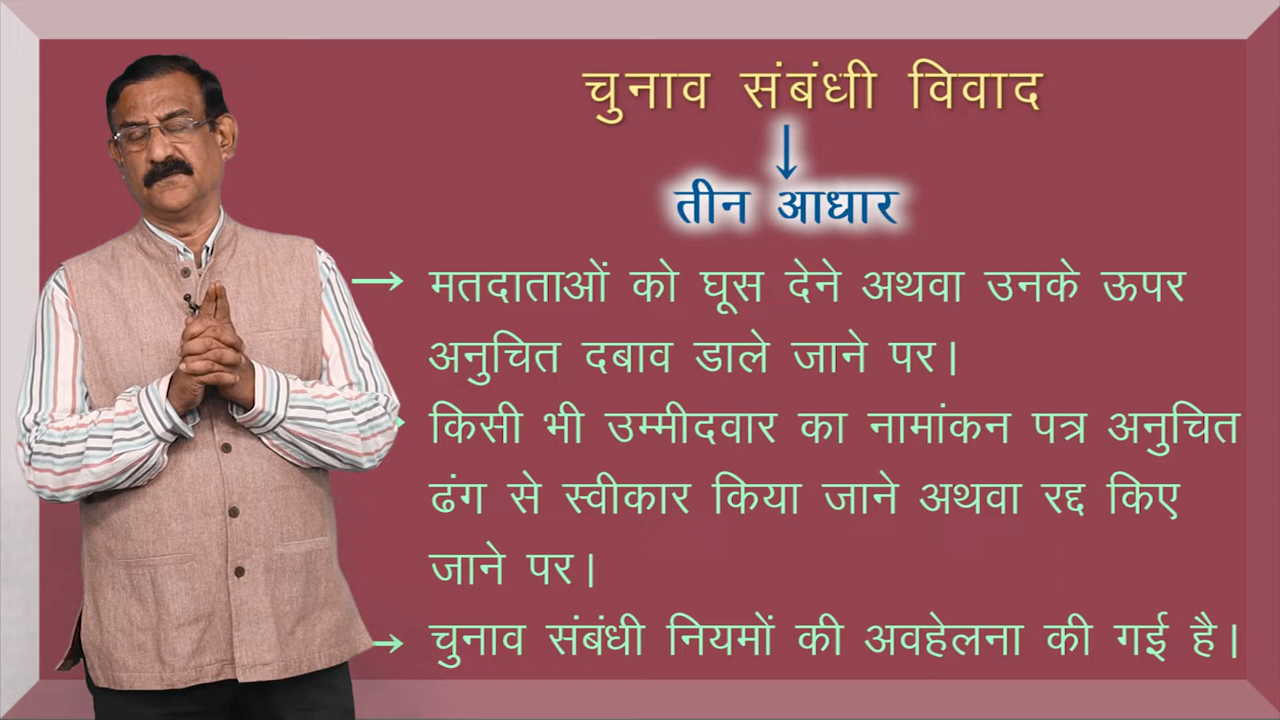 चुनाव संबंधी विवाद
तीन आधार
मतदाताओं को घूस देने अथवा उनके ऊपर
अनुचित दबाव डाले जाने पर।
किसी भी उम्मीदवार का नामांकन पत्र अनुचित
ढंग से स्वीकार किया जाने अथवा रद्द किए
जाने पर।
चुनाव संबंधी नियमों की अवहेलना की गई है।